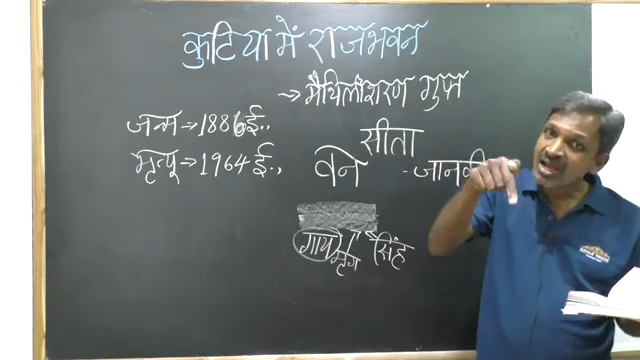 कुटिया में राजभवन
→ मैथिलीशरण गुप्त
जन्म → 1886 ई.,
मृत्यू → 1964 ई.,
सीता
वने - जानकी
सिंह
मृग